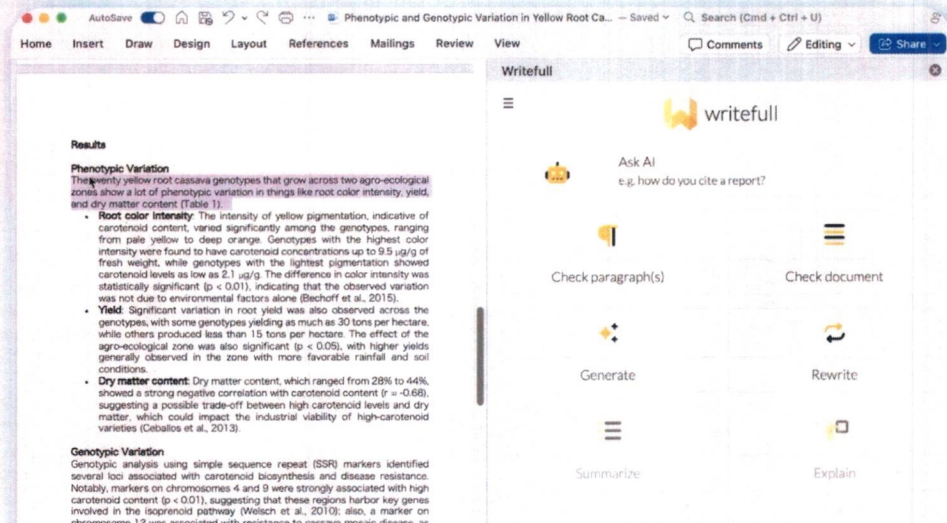 AutoSave
Phenotypic and Genotypic Variation in Yellow Root Ca... — Saved
Search (Cmd + Ctrl + U)
Home Insert Draw Design Layout References Mailings Review View
Comments Editing Share
Writefull
writefull
Ask AI
e.g. how do you cite a report?
Check paragraph(s)
Check document
Generate
Rewrite
Summarize
Explain
Results
Phenotypic Variation
The twenty yellow root cassava genotypes that grow across two agro-ecological
zones show a lot of phenotypic variation in things like root color intensity, yield,
and dry matter content (Table 1).
• Root color intensity: The intensity of yellow pigmentation, indicative of
carotenoid content, varied significantly among the genotypes, ranging
from pale yellow to deep orange. Genotypes with the highest color
intensity were found to have carotenoid concentrations up to 9.5 μg/g of
fresh weight, while genotypes with the lightest pigmentation showed
carotenoid levels as low as 2.1 μg/g. The difference in color intensity was
statistically significant (p < 0.01), indicating that the observed variation
was not due to environmental factors alone (Bechoff et al., 2015).
• Yield: Significant variation in root yield was also observed across the
genotypes, with some genotypes yielding as much as 30 tons per hectare,
while others produced less than 15 tons per hectare. The effect of the
agro-ecological zone was also significant (p < 0.05), with higher yields
generally observed in the zone with more favorable rainfall and soil
conditions.
• Dry matter content: Dry matter content, which ranged from 28% to 44%,
showed a strong negative correlation with carotenoid content (r = -0.68),
suggesting a possible trade-off between high carotenoid levels and dry
matter, which could impact the industrial viability of high-carotenoid
varieties (Ceballos et al., 2013).
Genotypic Variation
Genotypic analysis using simple sequence repeat (SSR) markers identified
several loci associated with carotenoid biosynthesis and disease resistance.
Notably, markers on chromosomes 4 and 9 were strongly associated with high
carotenoid content (p < 0.01), suggesting that these regions harbor key genes
involved in the isoprenoid pathway (Welsch et al., 2010); also, a marker on
chromosome 12 was associated with resistance to cassava mosaic disease, as